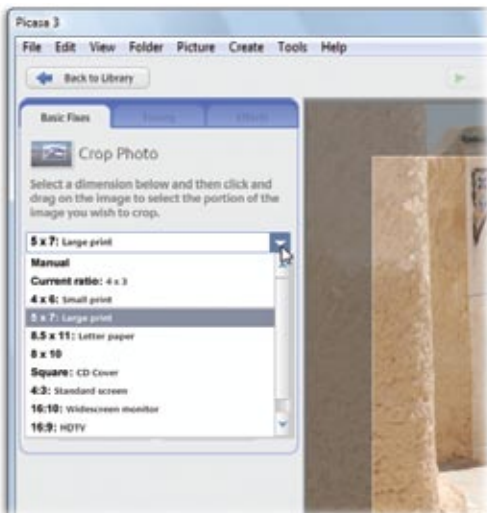 Picasa 3
File Edit View Folder Picture Create Tools Help
Back to Library
Basic Fixes Tuning Effects
Crop Photo
Select a dimension below and then click and
drag on the image to select the portion of the
image you wish to crop.
5 x 7: Large print
Manual
Current ratio: 4 x 3
4 x 6: Small print
5 x 7: Large print
8.5 x 11: Letter paper
8 x 10
Square: CD Cover
4:3: Standard screen
16:10: Widescreen monitor
16:9: HDTV